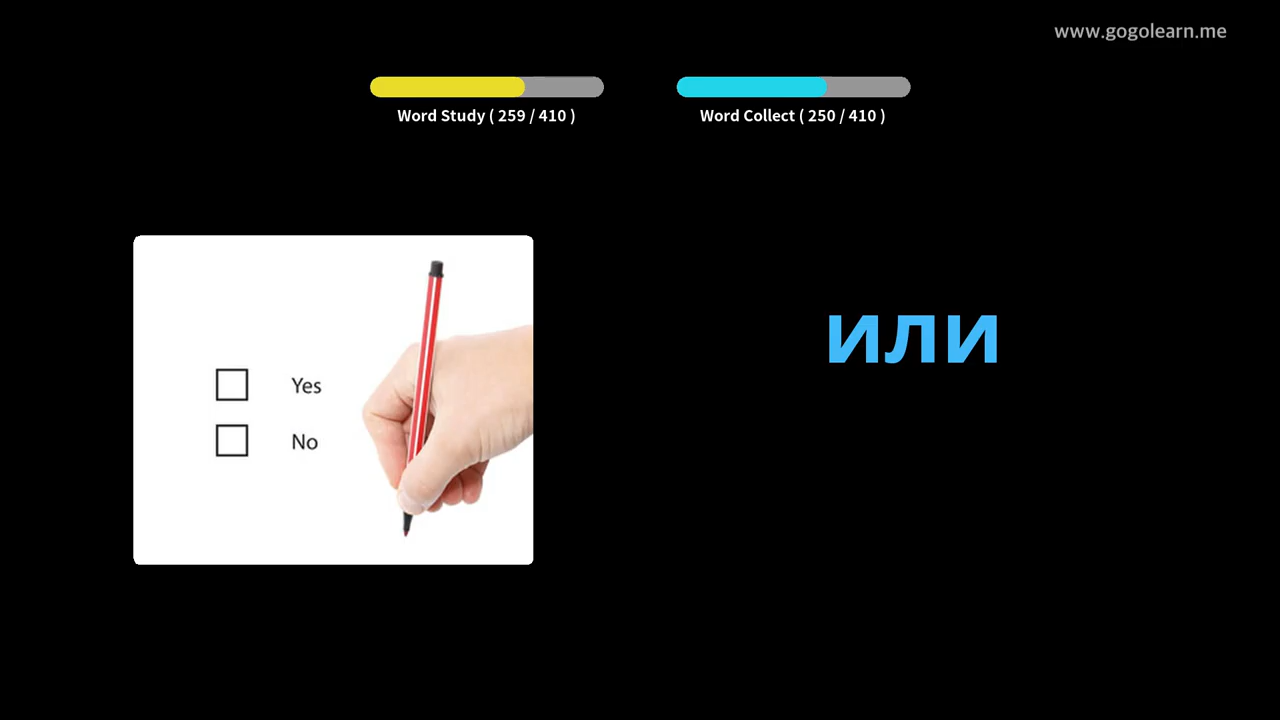 www.gogolearn.me
Word Study ( 259 / 410 )
Word Collect ( 250 / 410 )
или
Yes
No